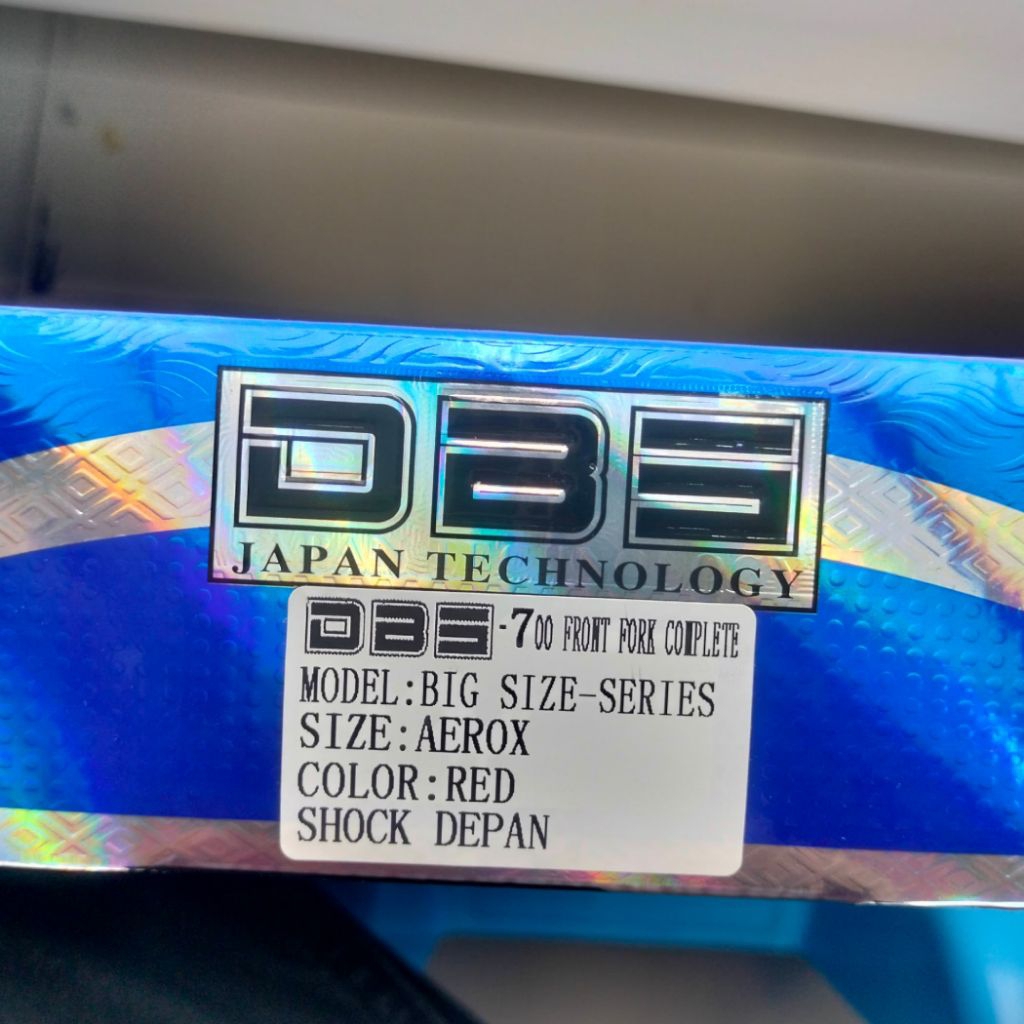 DBS
JAPAN TECHNOLOGY
DBS-700 FRONT FORK COMPLETE
MODEL:BIG SIZE-SERIES
SIZE:AEROX
COLOR:RED
SHOCK DEPAN